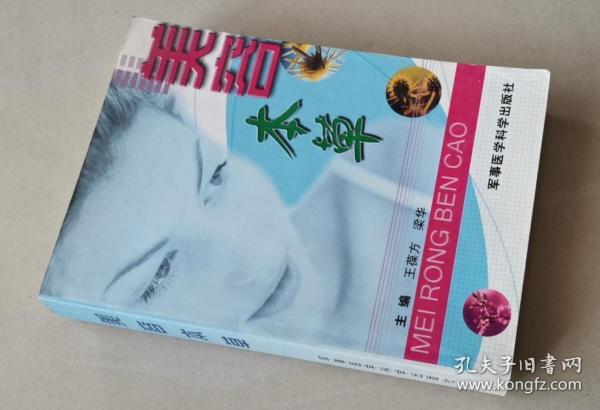 美容
本草
MEI RONG BEN CAO
主编 王葆方 梁华
军事医学科学出版社
美容本草
孔夫子旧书网
www.kongfz.com